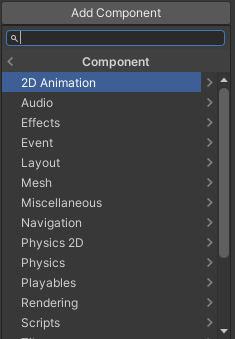 Add Component
Component
2D Animation
Audio
Effects
Event
Layout
Mesh
Miscellaneous
Navigation
Physics 2D
Physics
Playables
Rendering
Scripts